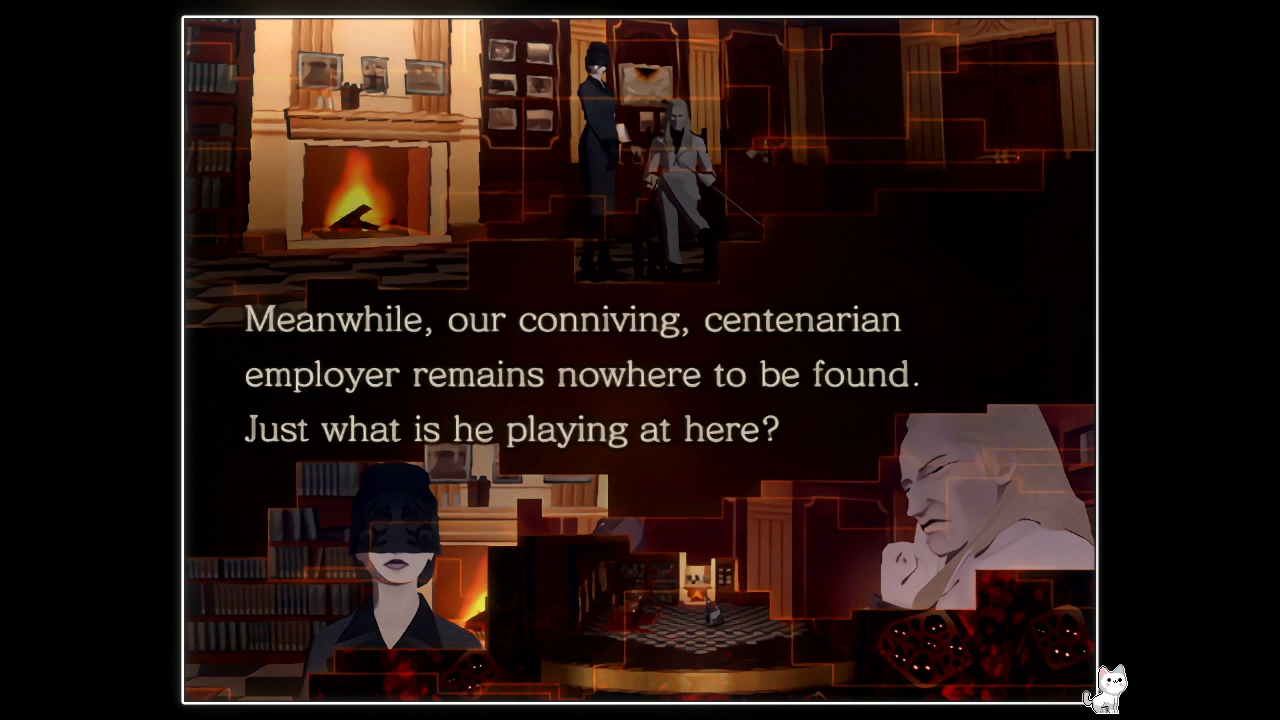 Meanwhile, our conniving, centenarian
employer remains nowhere to be found.
Just what is he playing at here?